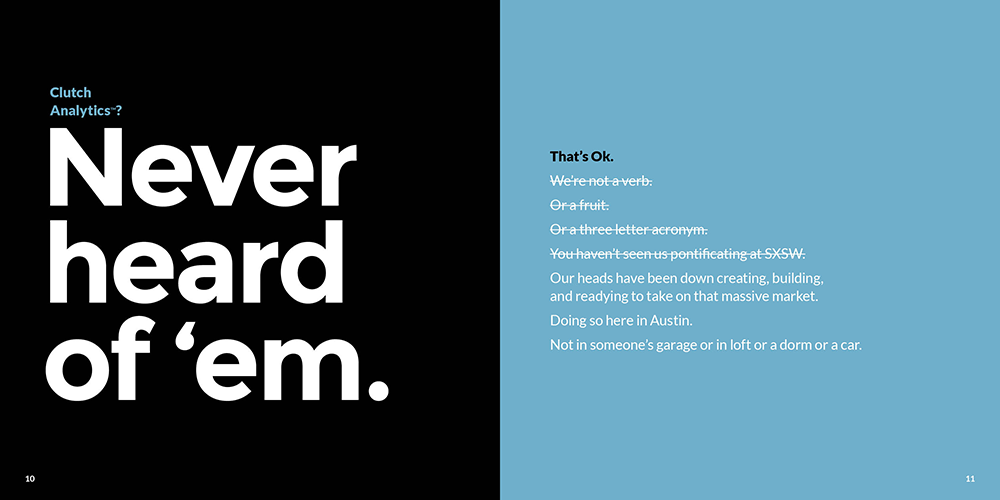 Clutch
Analytics™?
Never
heard
of ‘em.
10
That’s Ok.
We’re not a verb.
Or a fruit.
Or a three letter acronym.
You haven’t seen us pontificating at SXSW.
Our heads have been down creating, building,
and readying to take on that massive market.
Doing so here in Austin.
Not in someone’s garage or in loft or a dorm or a car.
11